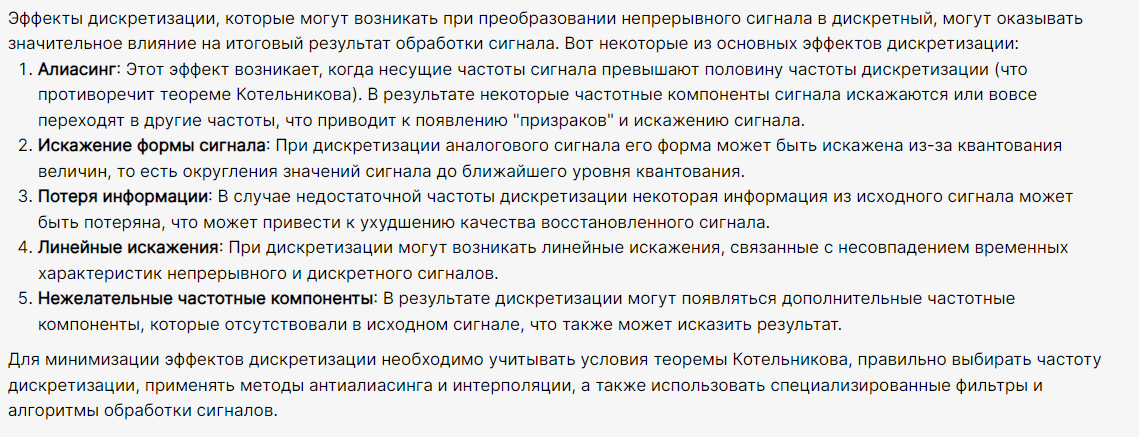 Эффекты дискретизации, которые могут возникать при преобразовании непрерывного сигнала в дискретный, могут оказывать
значительное влияние на итоговый результат обработки сигнала. Вот некоторые из основных эффектов дискретизации:
1. Алиасинг: Этот эффект возникает, когда несущие частоты сигнала превышают половину частоты дискретизации (что
противоречит теореме Котельникова). В результате некоторые частотные компоненты сигнала искажаются или вовсе
переходят в другие частоты, что приводит к появлению "призраков" и искажению сигнала.
2. Искажение формы сигнала: При дискретизации аналогового сигнала его форма может быть искажена из-за квантования
величин, то есть округления значений сигнала до ближайшего уровня квантования.
3. Потеря информации: В случае недостаточной частоты дискретизации некоторая информация из исходного сигнала может
быть потеряна, что может привести к ухудшению качества восстановленного сигнала.
4. Линейные искажения: При дискретизации могут возникать линейные искажения, связанные с несовпадением временных
характеристик непрерывного и дискретного сигналов.
5. Нежелательные частотные компоненты: В результате дискретизации могут появляться дополнительные частотные
компоненты, которые отсутствовали в исходном сигнале, что также может исказить результат.
Для минимизации эффектов дискретизации необходимо учитывать условия теоремы Котельникова, правильно выбирать частоту
дискретизации, применять методы антиалиасинга и интерполяции, а также использовать специализированные фильтры и
алгоритмы обработки сигналов.